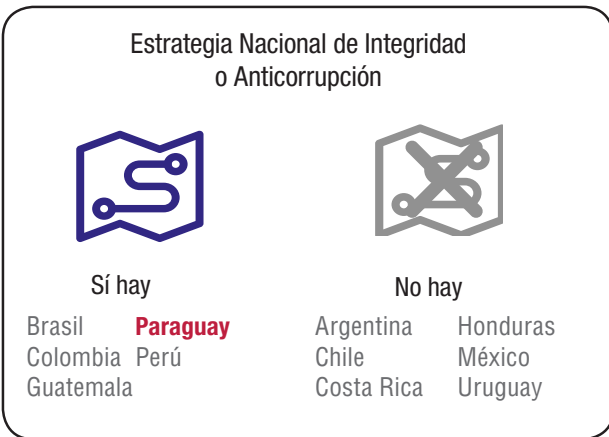 Estrategia Nacional de Integridad
o Anticorrupción
Sí hay
Brasil Paraguay
Colombia Perú
Guatemala
No hay
Argentina Honduras
Chile México
Costa Rica Uruguay